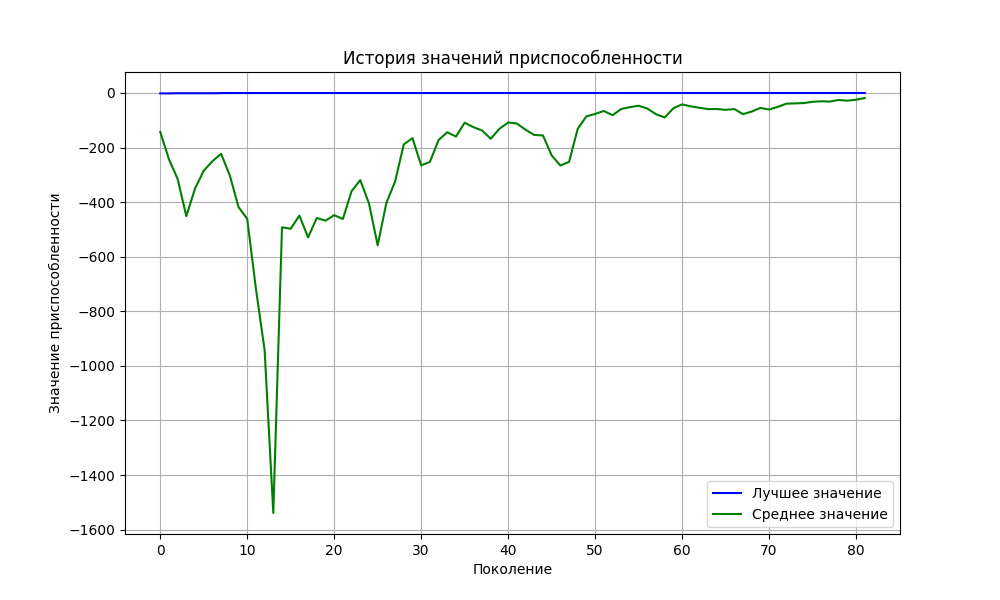 История значений приспособленности
Значение приспособленности
0
−200
−400
−600
−800
−1000
−1200
−1400
−1600
Лучшее значение
Среднее значение
0 10 20 30 40 50 60 70 80
Поколение